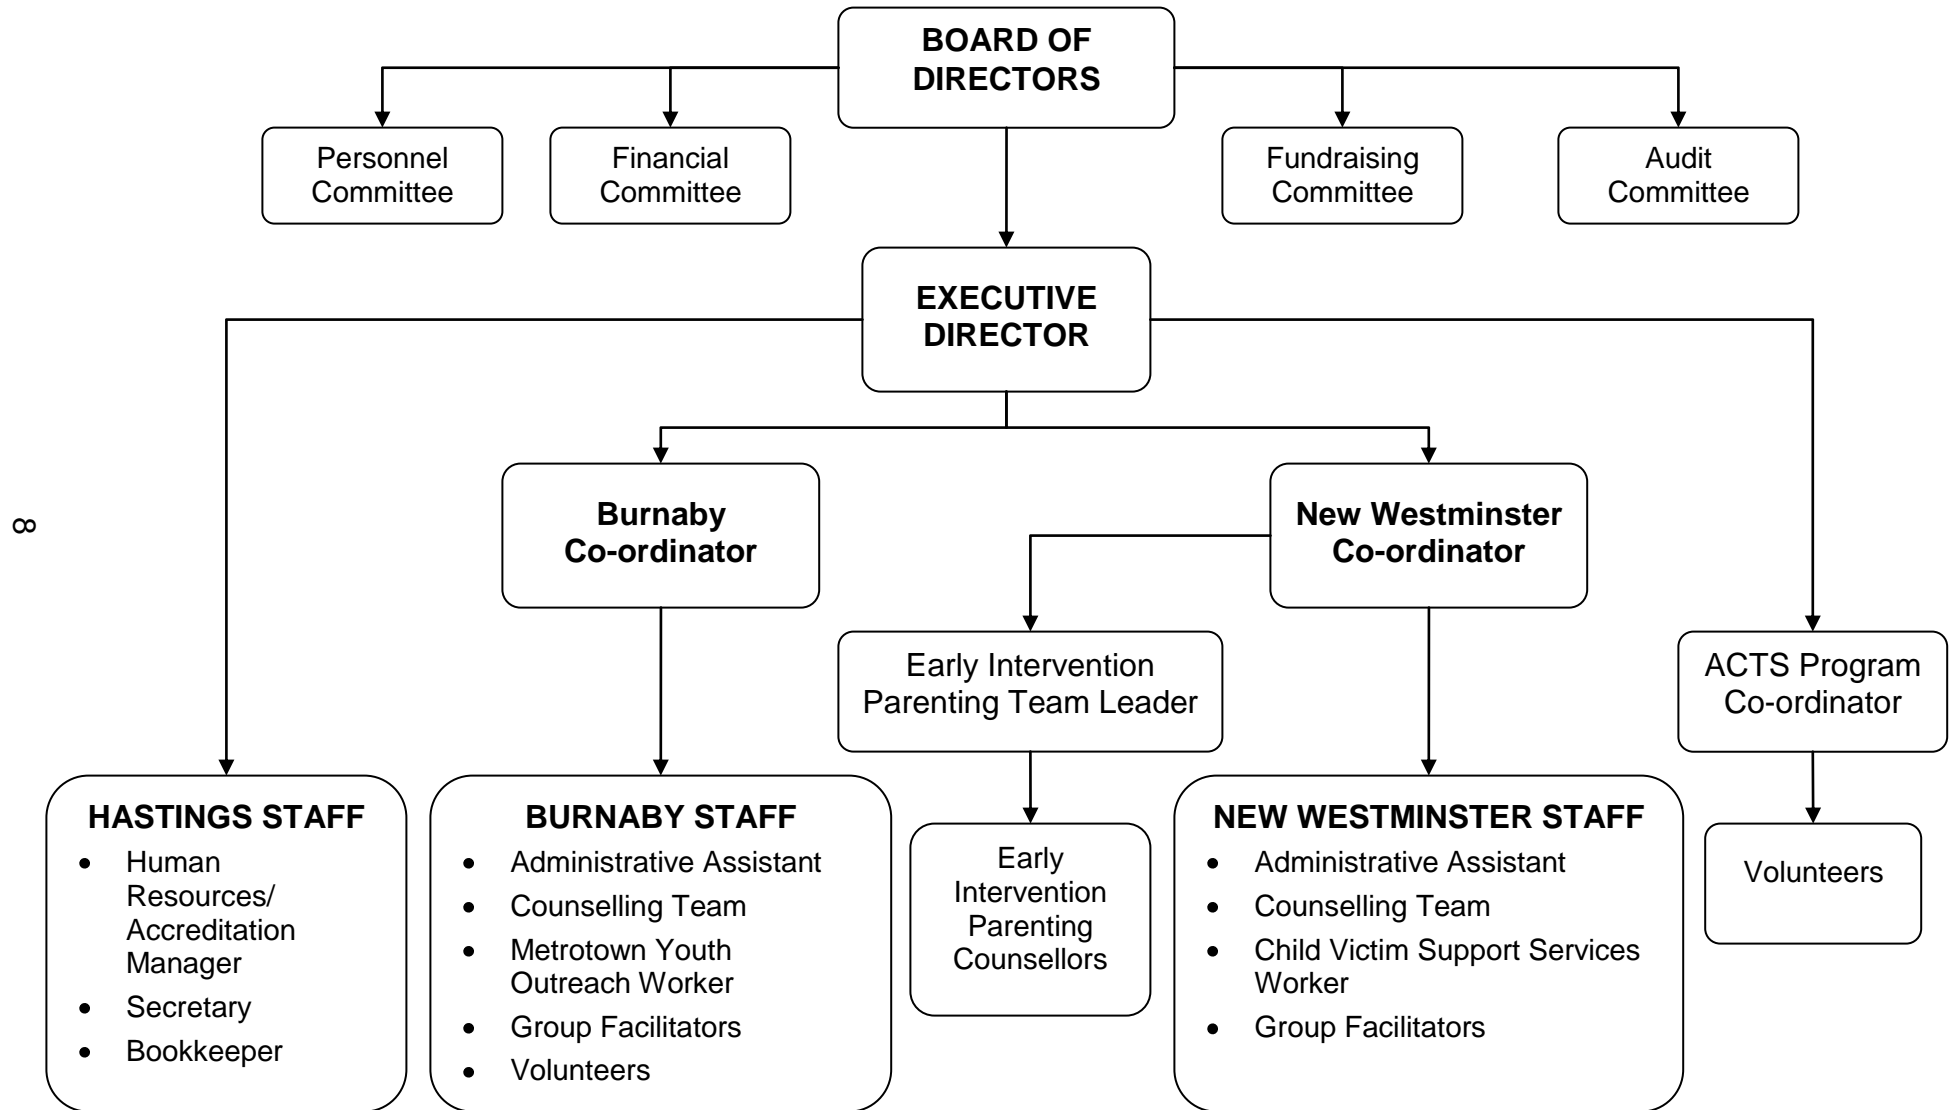 BOARD OF
DIRECTORS
Personnel
Committee
Financial
Committee
Fundraising
Committee
Audit
Committee
EXECUTIVE
DIRECTOR
Burnaby
Co-ordinator
New Westminster
Co-ordinator
Early Intervention
Parenting Team Leader
ACTS Program
Co-ordinator
HASTINGS STAFF
• Human
Resources/
Accreditation
Manager
• Secretary
• Bookkeeper
BURNABY STAFF
• Administrative Assistant
• Counselling Team
• Metrotown Youth
Outreach Worker
• Group Facilitators
• Volunteers
Early
Intervention
Parenting
Counsellors
NEW WESTMINSTER STAFF
• Administrative Assistant
• Counselling Team
• Child Victim Support Services
Worker
• Group Facilitators
Volunteers
8